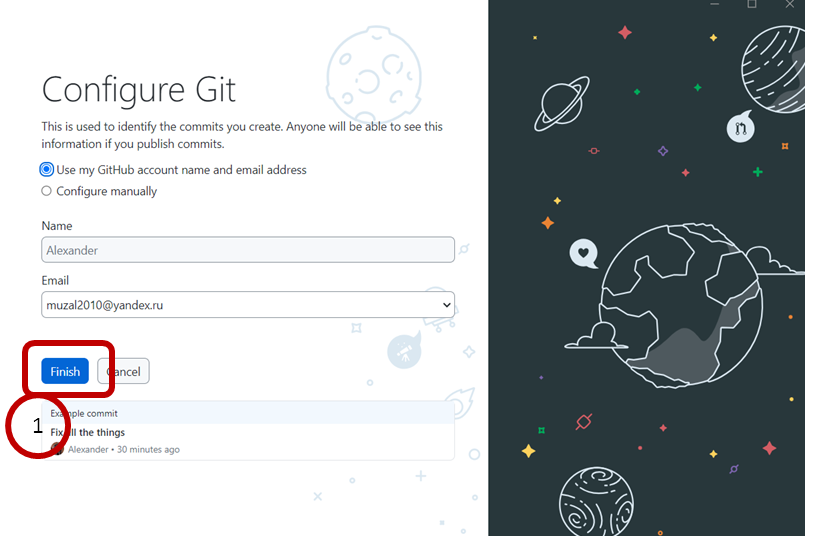 Configure Git
This is used to identify the commits you create. Anyone will be able to see this
information if you publish commits.
Use my GitHub account name and email address
Configure manually
Name
Alexander
Email
muzal2010@yandex.ru
Finish
Cancel
Example commit
1
Fix all the things
Alexander • 30 minutes ago